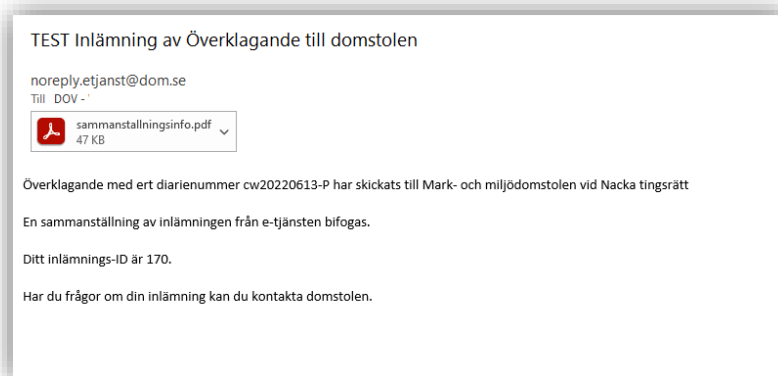 TEST Inlämning av Överklagande till domstolen
noreply.etjanst@dom.se
Till DOV - '
sammanstallningsinfo.pdf
47 KB
Överklagande med ert diarienummer cw20220613-P har skickats till Mark- och miljödomstolen vid Nacka tingsrätt
En sammanställning av inlämningen från e-tjänsten bifogas.
Ditt inlämnings-ID är 170.
Har du frågor om din inlämning kan du kontakta domstolen.